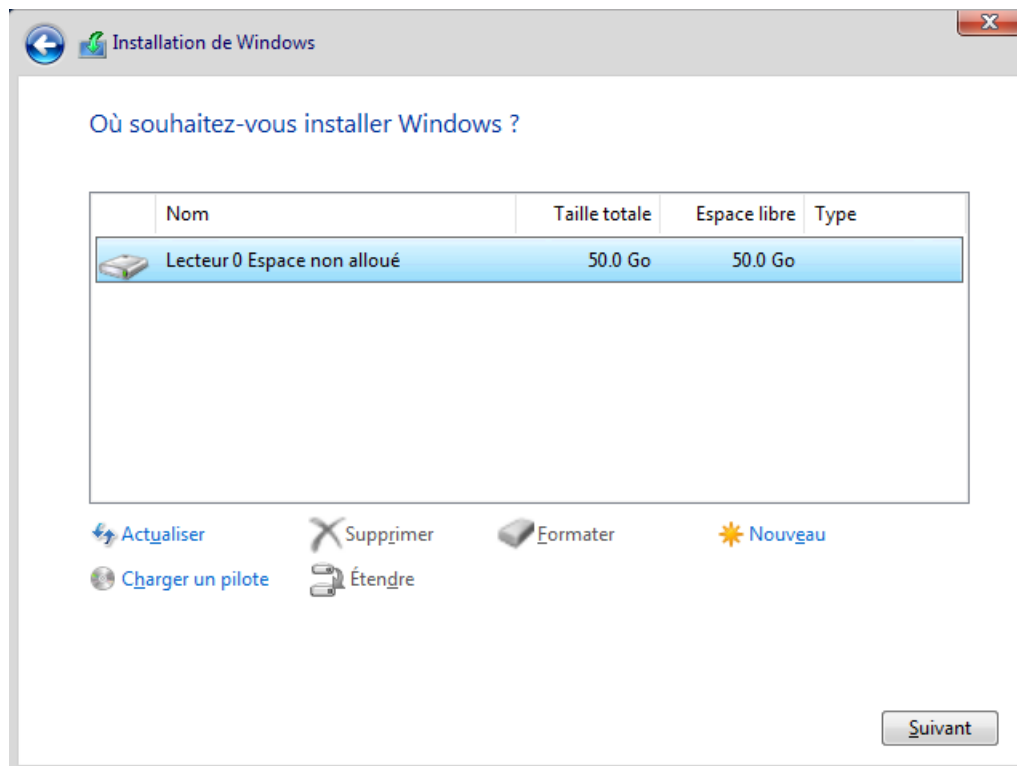 Installation de Windows
Où souhaitez-vous installer Windows ?
Nom Taille totale Espace libre Type
Lecteur 0 Espace non alloué 50.0 Go 50.0 Go
Actualiser Supprimer Formater Nouveau
Charger un pilote Étendre
Suivant